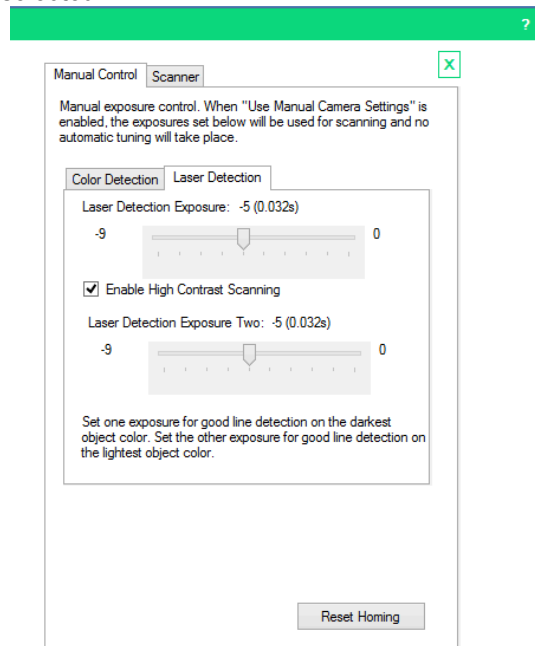 ?
X
Manual Control Scanner
Manual exposure control. When "Use Manual Camera Settings" is
enabled, the exposures set below will be used for scanning and no
automatic tuning will take place.
Color Detection Laser Detection
Laser Detection Exposure: -5 (0.032s)
-9 0
Enable High Contrast Scanning
Laser Detection Exposure Two: -5 (0.032s)
-9 0
Set one exposure for good line detection on the darkest
object color. Set the other exposure for good line detection on
the lightest object color.
Reset Homing